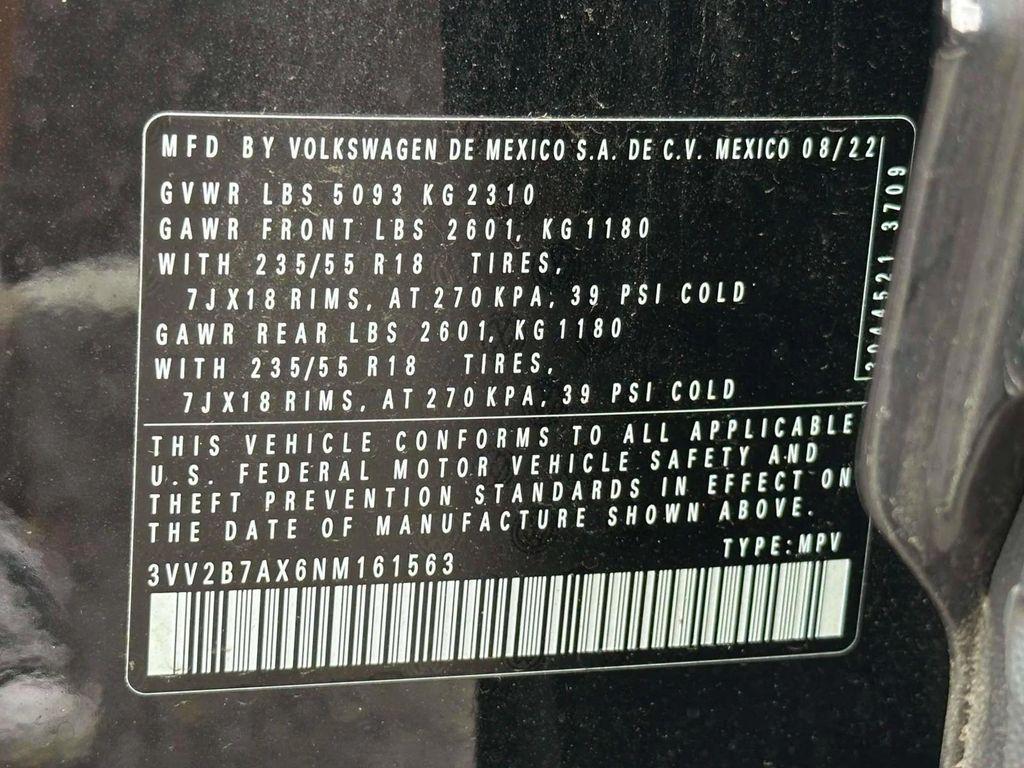 MFD BY VOLKSWAGEN DE MEXICO S.A. DE C.V. MEXICO 08/22
GVWR LBS 5093 KG 2310
GAWR FRONT LBS 2601, KG 1180
WITH 235/55 R18 TIRES,
7JX18 RIMS, AT 270 KPA, 39 PSI COLD
GAWR REAR LBS 2601, KG 1180
WITH 235/55 R18 TIRES,
7JX18 RIMS, AT 270 KPA, 39 PSI COLD
THIS VEHICLE CONFORMS TO ALL APPLICABLE
U.S. FEDERAL MOTOR VEHICLE SAFETY AND
THEFT PREVENTION STANDARDS IN EFFECT ON
THE DATE OF MANUFACTURE SHOWN ABOVE.
TYPE: MPV
3VV2B7AX6NM161563
3709